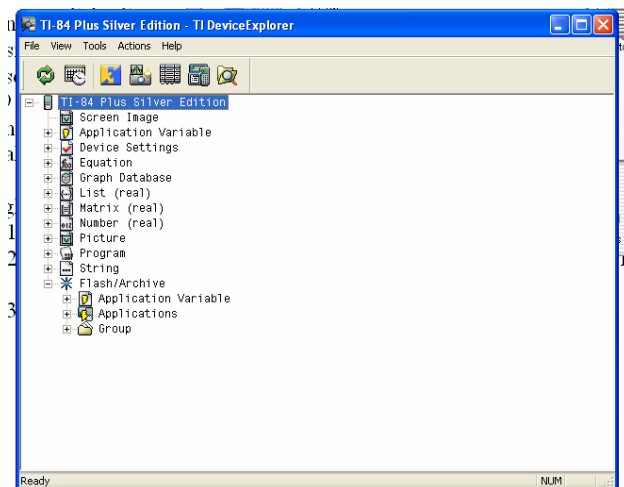 TI-84 Plus Silver Edition - TI DeviceExplorer
File View Tools Actions Help
TI-84 Plus Silver Edition
Screen Image
Application Variable
Device Settings
Equation
Graph Database
List (real)
Matrix (real)
Number (real)
Picture
Program
String
Flash/Archive
Application Variable
Applications
Group
Ready NUM